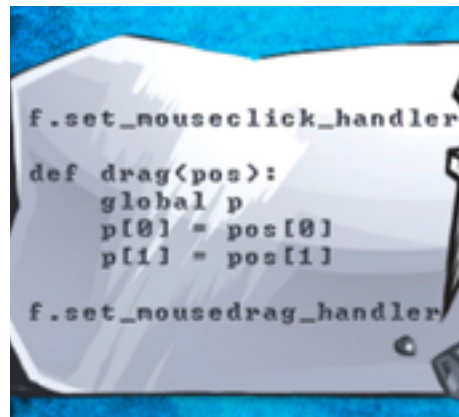 f.set_mouseclick_handler
def drag(pos):
global p
p[0] = pos[0]
p[1] = pos[1]
f.set_mousedrag_handler